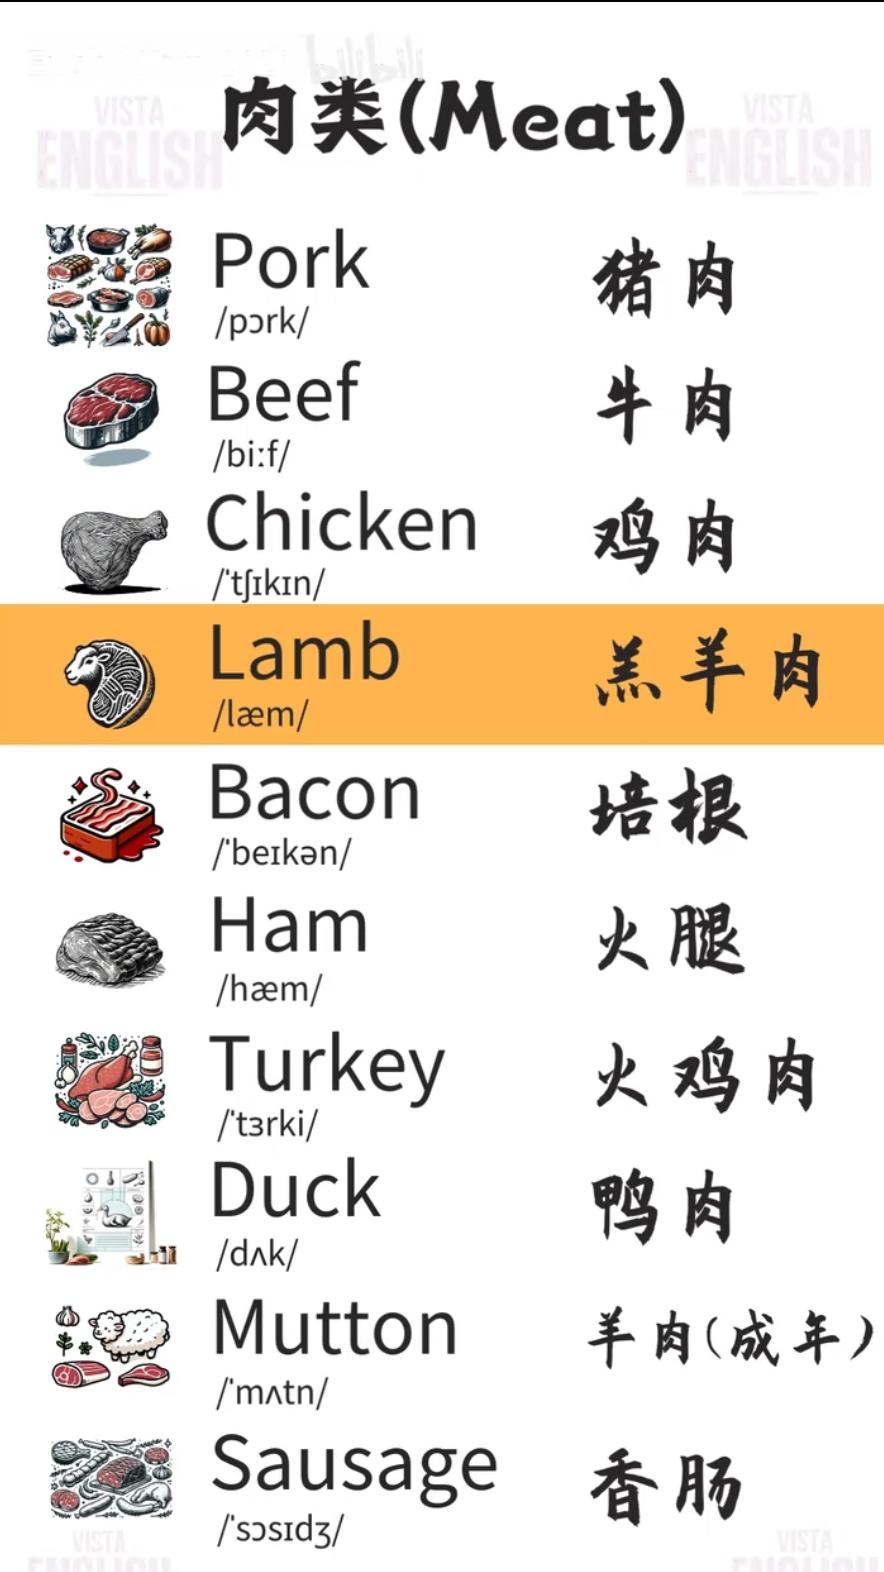 bilibili
肉类(Meat)
VISTA
ENGLISH
VISTA
ENGLISH
Pork
/pɔrk/
猪肉
Beef
/biːf/
牛肉
Chicken
/ˈtʃɪkɪn/
鸡肉
Lamb
/læm/
羔羊肉
Bacon
/ˈbeɪkən/
培根
Ham
/hæm/
火腿
Turkey
/ˈtɜrki/
火鸡肉
Duck
/dʌk/
鸭肉
Mutton
/ˈmʌtn/
羊肉(成年)
Sausage
/ˈsɔsɪdʒ/
香肠
VISTA
ENGLISH
VISTA
ENGLISH